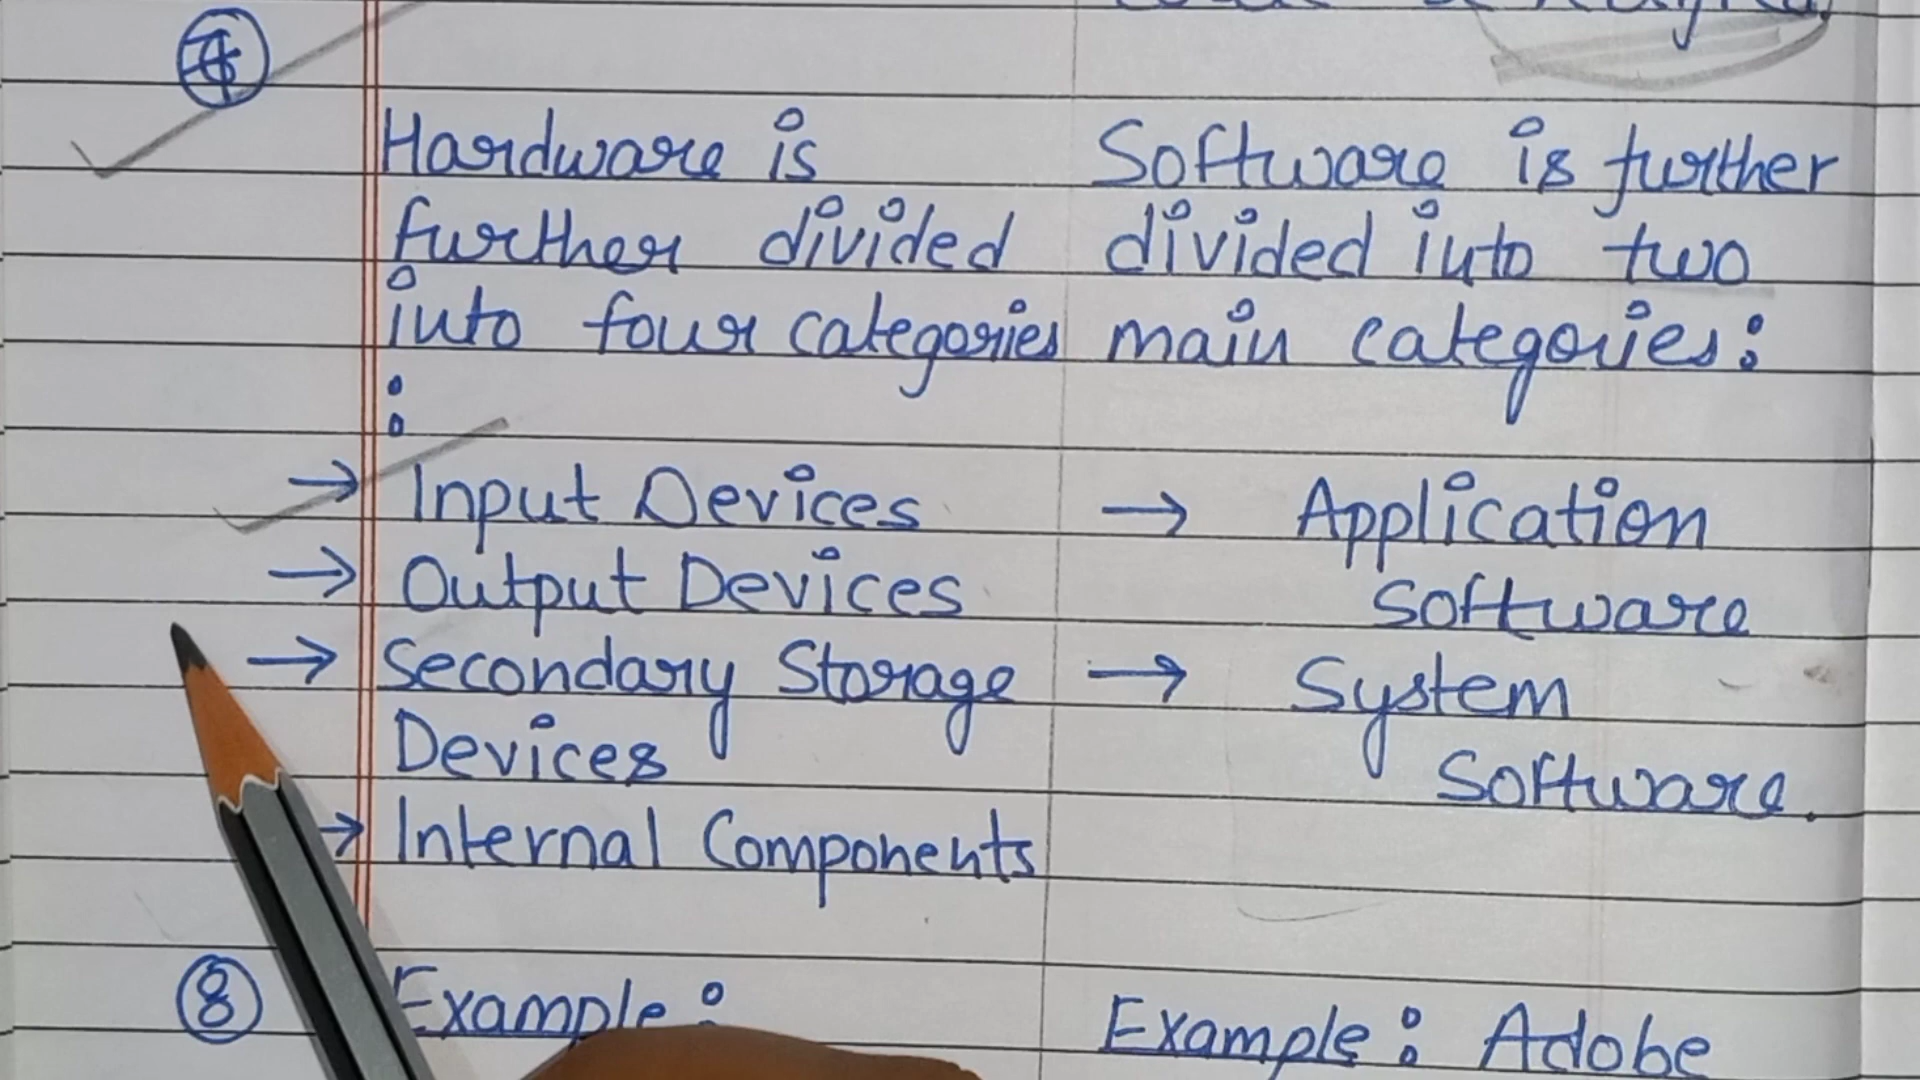 Hardware is
further divided
into four categories
:
→ Input Devices
→ Output Devices
→ Secondary Storage
Devices
→ Internal Components
Software is further
divided into two
main categories:
→ Application
Software
→ System
Software.
8 Example:
Example: Adobe